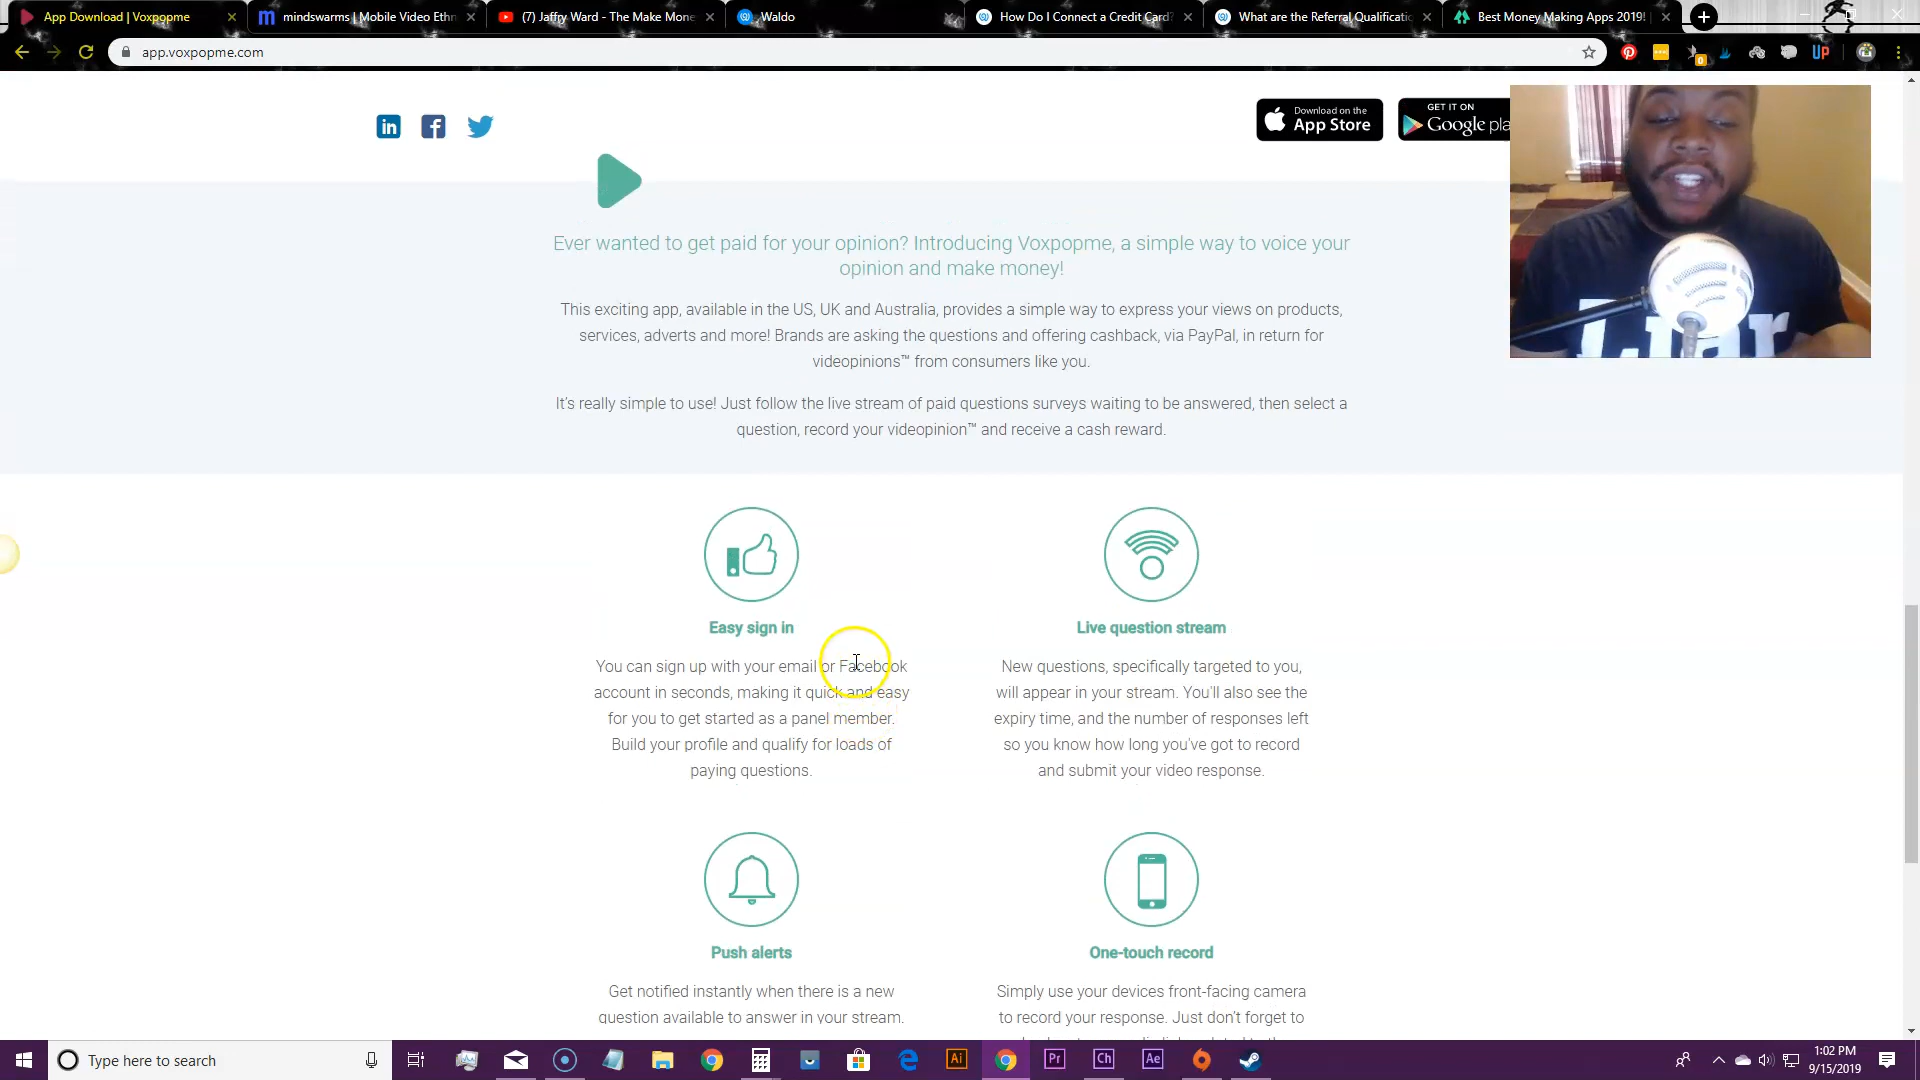 App Download | Voxpopme
mindswarms | Mobile Video Ethn
(7) Jaffry Ward - The Make Mone
Waldo
How Do I Connect a Credit Card
What are the Referral Qualificatio
Best Money Making Apps 2019!
app.voxpopme.com
0
UP
in
Download on the
App Store
GET IT ON
Google pla
Ever wanted to get paid for your opinion? Introducing Voxpopme, a simple way to voice your
opinion and make money!
This exciting app, available in the US, UK and Australia, provides a simple way to express your views on products,
services, adverts and more! Brands are asking the questions and offering cashback, via PayPal, in return for
videopinions™ from consumers like you.
It's really simple to use! Just follow the live stream of paid questions surveys waiting to be answered, then select a
question, record your videopinion™ and receive a cash reward.
Easy sign in
You can sign up with your email or Facebook
account in seconds, making it quick and easy
for you to get started as a panel member.
Build your profile and qualify for loads of
paying questions.
Live question stream
New questions, specifically targeted to you,
will appear in your stream. You'll also see the
expiry time, and the number of responses left
so you know how long you've got to record
and submit your video response.
Push alerts
Get notified instantly when there is a new
question available to answer in your stream.
One-touch record
Simply use your devices front-facing camera
to record your response. Just don't forget to
Type here to search
Ai
Pr
Ch
Ae
1:02 PM
9/15/2019